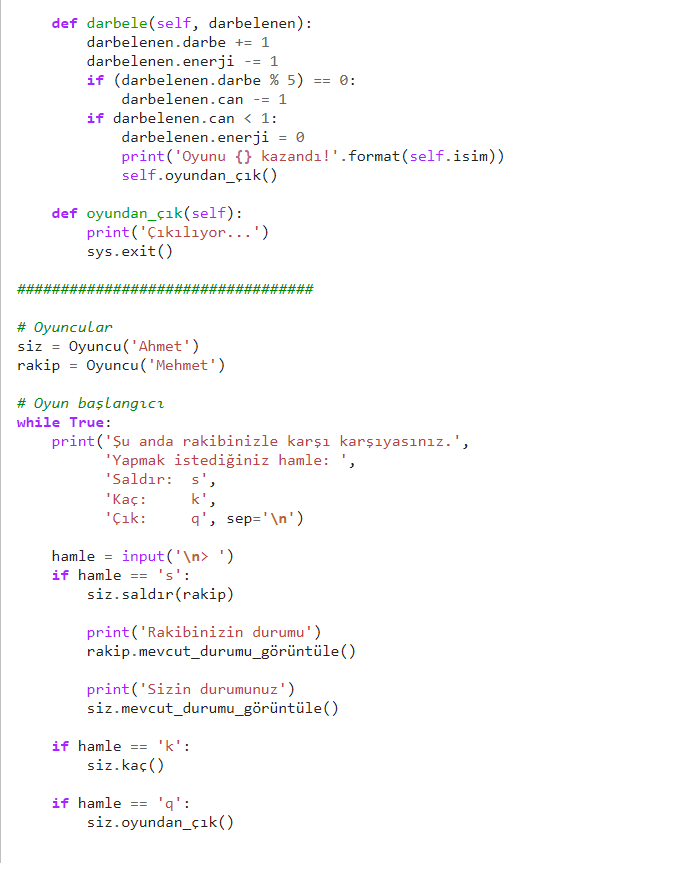 def darbele(self, darbelenen):
        darbelenen.darbe += 1
        darbelenen.enerji -= 1
        if (darbelenen.darbe % 5) == 0:
            darbelenen.can -= 1
        if darbelenen.can < 1:
            darbelenen.enerji = 0
            print('Oyunu {} kazandı!'.format(self.isim))
            self.oyundan_çık()

    def oyundan_çık(self):
        print('Çıkılıyor...')
        sys.exit()

##################################

# Oyuncular
siz = Oyuncu('Ahmet')
rakip = Oyuncu('Mehmet')

# Oyun başlangıcı
while True:
    print('Şu anda rakibinizle karşı karşıyasınız.',
          'Yapmak istediğiniz hamle: ',
          'Saldır:  s',
          'Kaç:     k',
          'Çık:     q', sep='\n')

    hamle = input('\n> ')
    if hamle == 's':
        siz.saldır(rakip)

        print('Rakibinizin durumu')
        rakip.mevcut_durumu_görüntüle()

        print('Sizin durumunuz')
        siz.mevcut_durumu_görüntüle()

    if hamle == 'k':
        siz.kaç()

    if hamle == 'q':
        siz.oyundan_çık()